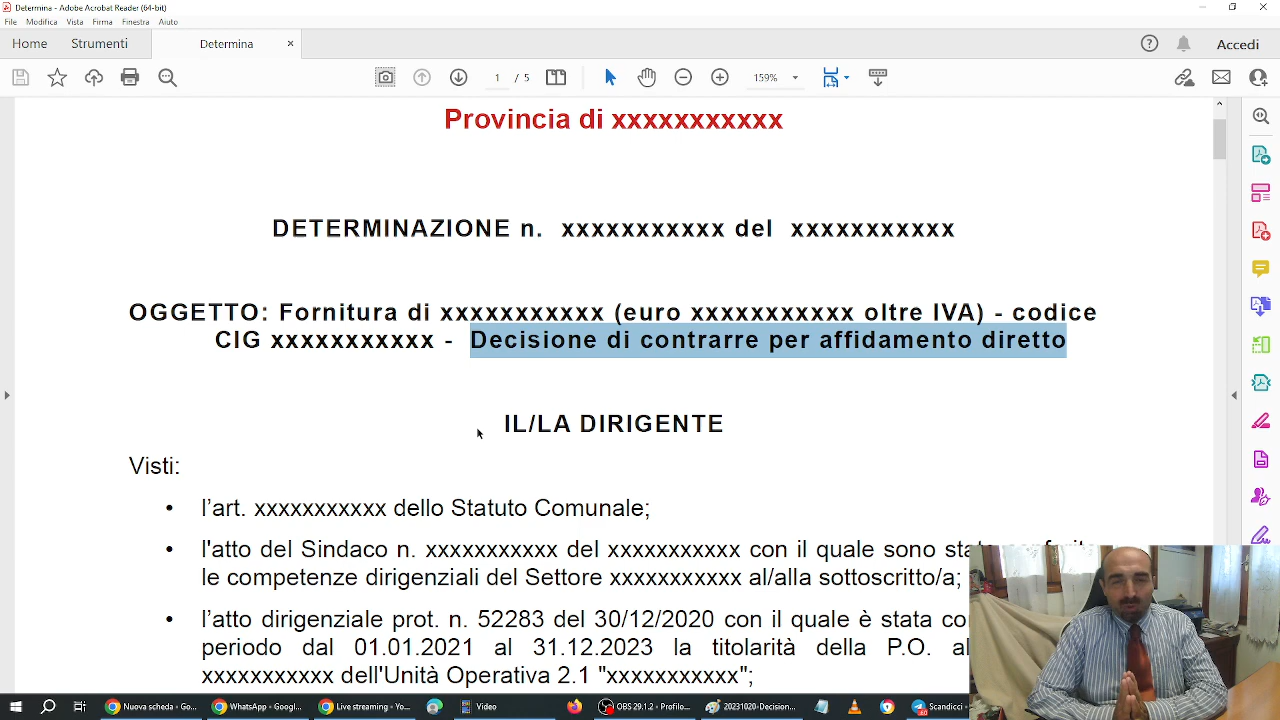 Determina - Adobe Acrobat Reader (64-bit)
File Modifica Vista Firma Finestra Aiuto
Home Strumenti Determina × Accedi
1 / 5 159%
Provincia di xxxxxxxxxxx
DETERMINAZIONE n. xxxxxxxxxxx del xxxxxxxxxxx
OGGETTO: Fornitura di xxxxxxxxxxx (euro xxxxxxxxxxx oltre IVA) - codice
CIG xxxxxxxxxxx - Decisione di contrarre per affidamento diretto
IL/LA DIRIGENTE
Visti:
• l’art. xxxxxxxxxxx dello Statuto Comunale;
• l'atto del Sindaco n. xxxxxxxxxxx del xxxxxxxxxxx con il quale sono
le competenze dirigenziali del Settore xxxxxxxxxxx al/alla sottoscritto/a;
• l’atto dirigenziale prot. n. 52283 del 30/12/2020 con il quale è stata
periodo dal 01.01.2021 al 31.12.2023 la titolarità della P.O.
xxxxxxxxxxx dell'Unità Operativa 2.1 "xxxxxxxxxxx";
Nuova scheda - Go... WhatsApp - Googl... Live streaming - Yo... Video OBS 29.1.2 - Profilo... 20231020-Decision... Candicci